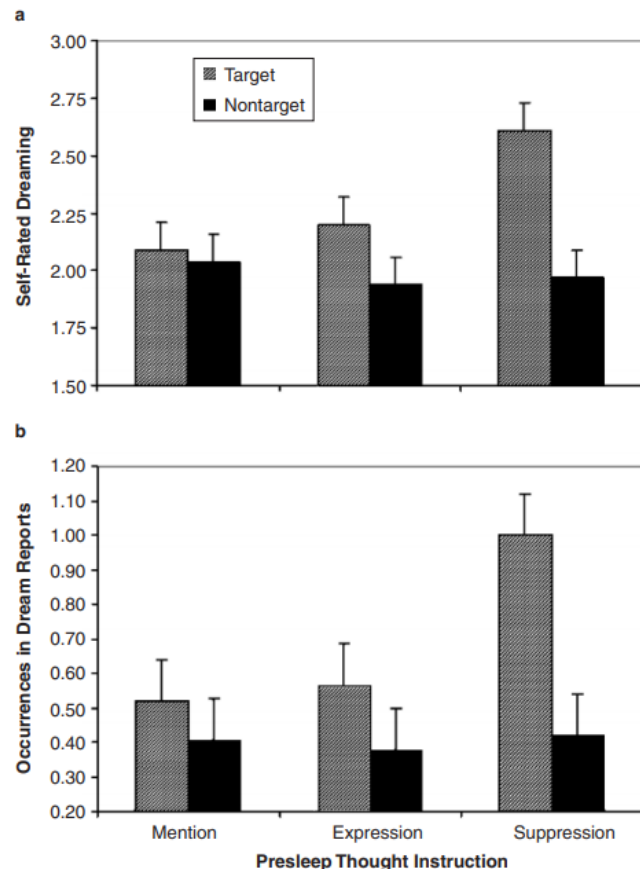 a
3.00
2.75
2.50
2.25
2.00
1.75
1.50
Self-Rated Dreaming
Target
Nontarget
b
1.20
1.10
1.00
0.90
0.80
0.70
0.60
0.50
0.40
0.30
0.20
Occurrences in Dream Reports
Mention Expression Suppression
Presleep Thought Instruction